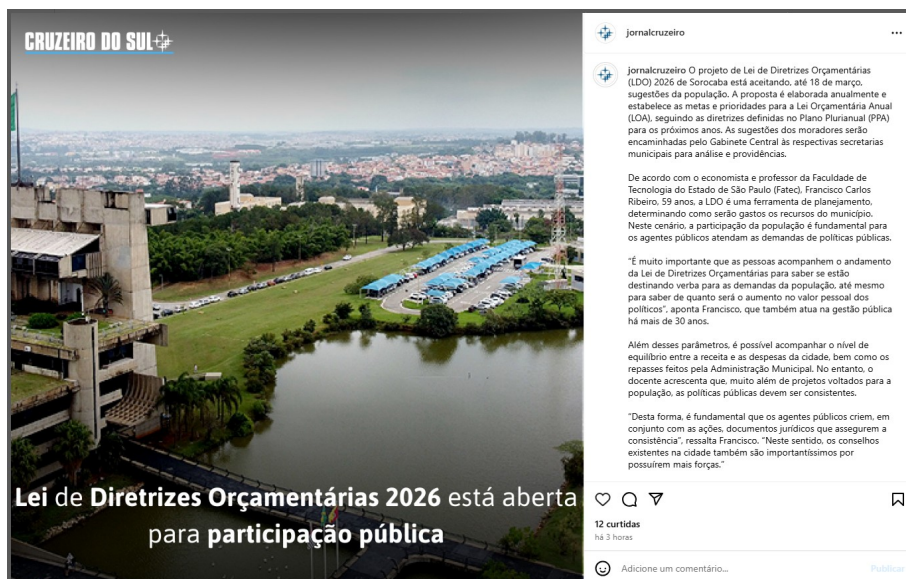 CRUZEIRO DO SUL
Lei de Diretrizes Orçamentárias 2026 está aberta
para participação pública
jornalcruzeiro
jornalcruzeiro O projeto de Lei de Diretrizes Orçamentárias
(LDO) 2026 de Sorocaba está aceitando, até 18 de março,
sugestões da população. A proposta é elaborada anualmente e
estabelece as metas e prioridades para a Lei Orçamentária Anual
(LOA), seguindo as diretrizes definidas no Plano Plurianual (PPA)
para os próximos anos. As sugestões dos moradores serão
encaminhadas pelo Gabinete Central às respectivas secretarias
municipais para análise e providências.
De acordo com o economista e professor da Faculdade de
Tecnologia do Estado de São Paulo (Fatec), Francisco Carlos
Ribeiro, 59 anos, a LDO é uma ferramenta de planejamento,
determinando como serão gastos os recursos do município.
Neste cenário, a participação da população é fundamental para
os agentes públicos atendam as demandas de políticas públicas.
"É muito importante que as pessoas acompanhem o andamento
da Lei de Diretrizes Orçamentárias para saber se estão
destinando verba para as demandas da população, até mesmo
para saber de quanto será o aumento no valor pessoal dos
políticos", aponta Francisco, que também atua na gestão pública
há mais de 30 anos.
Além desses parâmetros, é possível acompanhar o nível de
equilíbrio entre a receita e as despesas da cidade, bem como os
repasses feitos pela Administração Municipal. No entanto, o
docente acrescenta que, muito além de projetos voltados para a
população, as políticas públicas devem ser consistentes.
"Desta forma, é fundamental que os agentes públicos criem, em
conjunto com as ações, documentos jurídicos que assegurem a
consistência", ressalta Francisco. "Neste sentido, os conselhos
existentes na cidade também são importantíssimos por
possuírem mais forças."
12 curtidas
há 3 horas
Adicione um comentário...
Publicar